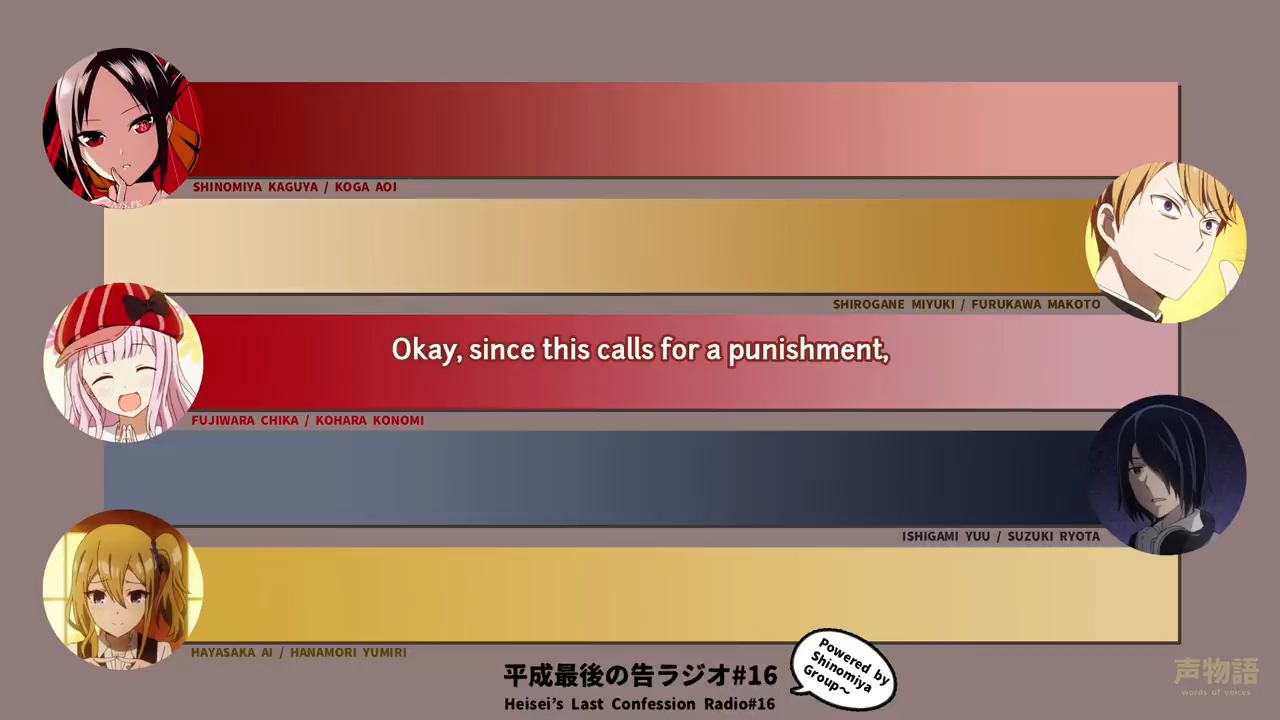 SHINOMIYA KAGUYA / KOGA AOI
SHIROGANE MIYUKI / FURUKAWA MAKOTO
Okay, since this calls for a punishment,
FUJIWARA CHIKA / KOHARA KONOMI
ISHIGAMI YUU / SUZUKI RYOTA
HAYASAKA AI / HANAMORI YUMIRI
平成最後の告ラジオ#16
Heisei's Last Confession Radio#16
Powered by
Shinomiya
Group~
声物語
words of voices